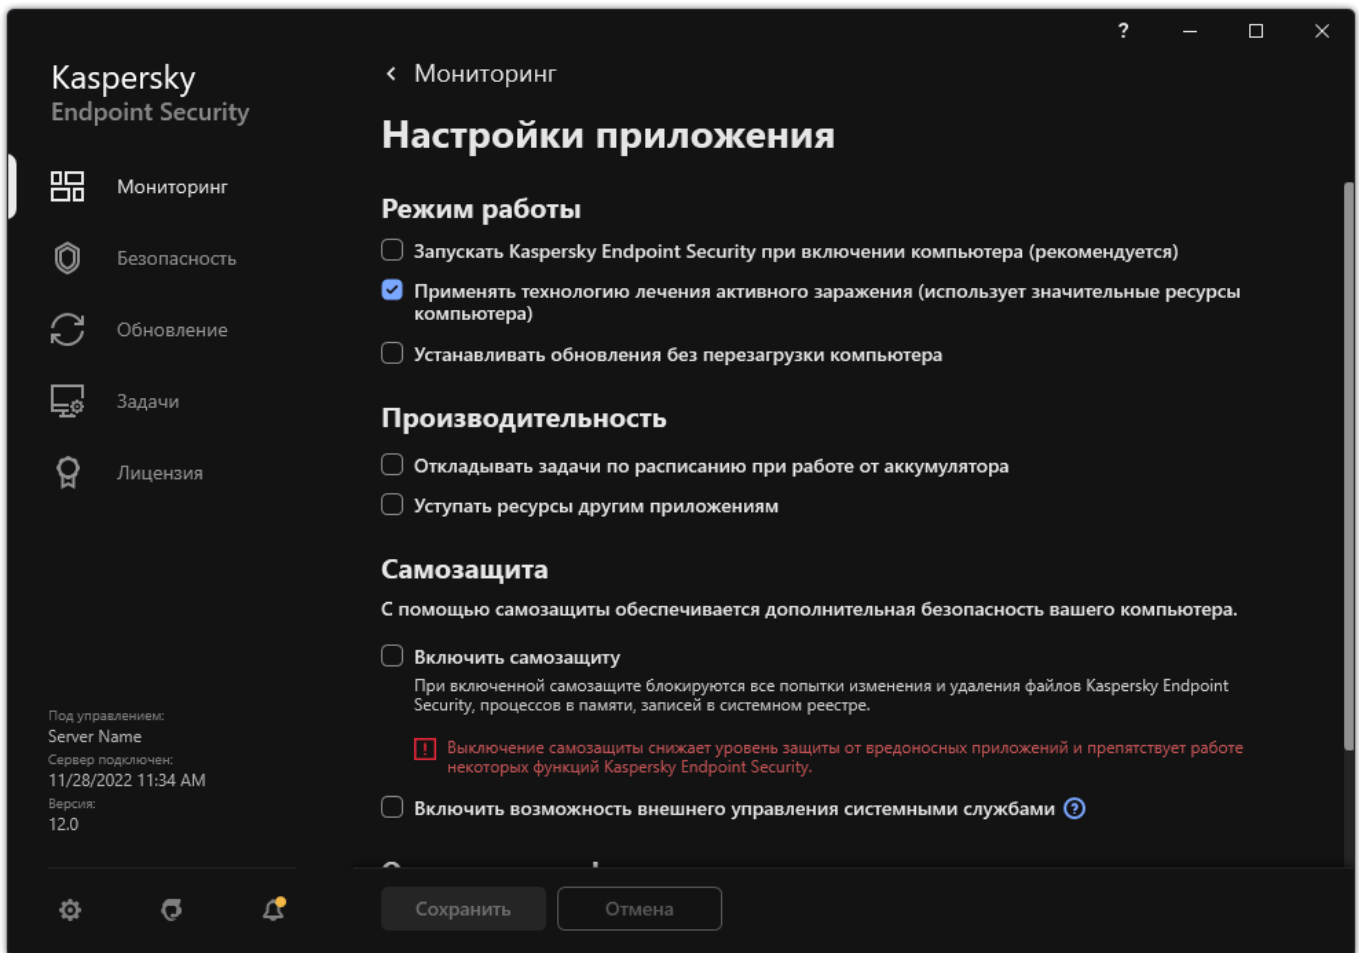 Kaspersky
Endpoint Security
Мониторинг
Безопасность
Обновление
Задачи
Лицензия
Под управлением:
Server Name
Сервер подключен:
11/28/2022 11:34 AM
Версия:
12.0
?
Мониторинг
Настройки приложения
Режим работы
Запускать Kaspersky Endpoint Security при включении компьютера (рекомендуется)
Применять технологию лечения активного заражения (использует значительные ресурсы
компьютера)
Устанавливать обновления без перезагрузки компьютера
Производительность
Откладывать задачи по расписанию при работе от аккумулятора
Уступать ресурсы другим приложениям
Самозащита
С помощью самозащиты обеспечивается дополнительная безопасность вашего компьютера.
Включить самозащиту
При включенной самозащите блокируются все попытки изменения и удаления файлов Kaspersky Endpoint
Security, процессов в памяти, записей в системном реестре.
Выключение самозащиты снижает уровень защиты от вредоносных приложений и препятствует работе
некоторых функций Kaspersky Endpoint Security.
Включить возможность внешнего управления системными службами ?
Сохранить
Отмена